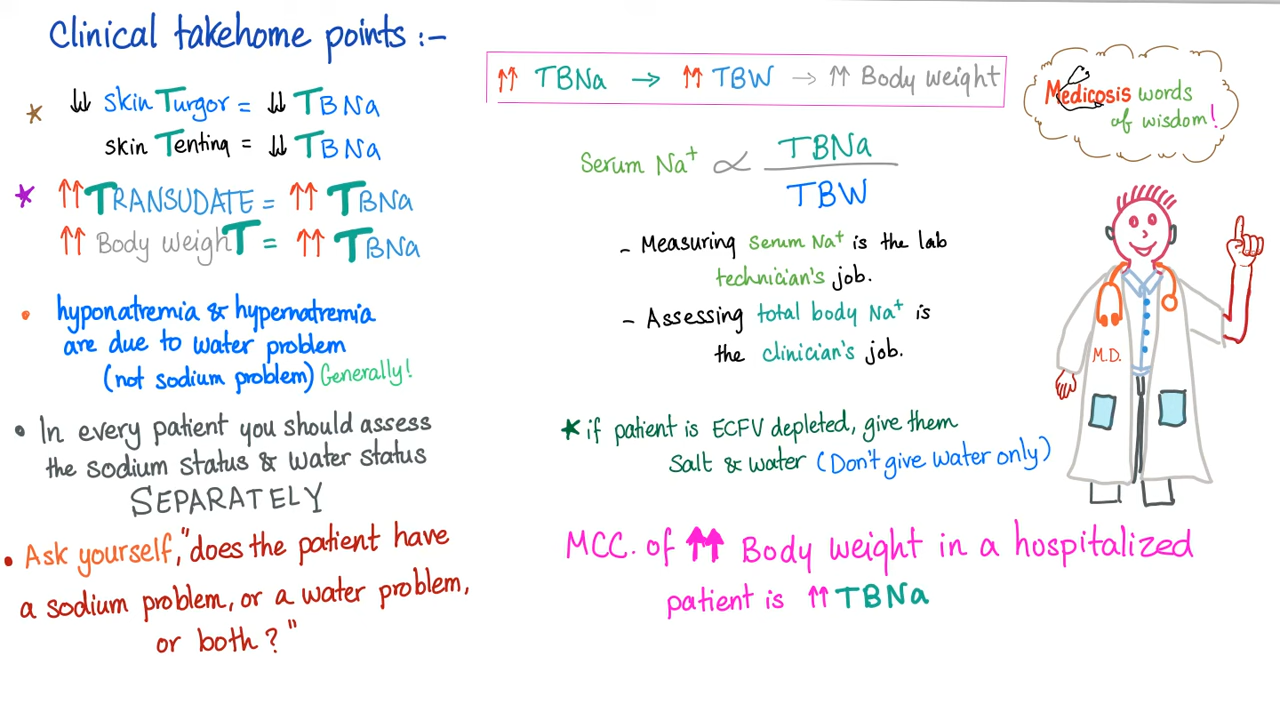 Clinical takehome points :-
* ↓↓ skin Turgor = ↓↓ TBNa
skin Tenting = ↓↓ TBNa
* ↑↑ TRANSUDATE = ↑↑ TBNa
↑↑ Body weighT = ↑↑ TBNa
• hyponatremia & hypernatremia
are due to water problem
(not sodium problem) Generally!
• In every patient you should assess
the sodium status & water status
SEPARATELY
• Ask yourself, "does the patient have
a sodium problem, or a water problem,
or both?"
↑↑ TBNa → ↑↑ TBW → ↑↑ Body weight
Serum Na⁺ ∝ TBNa
TBW
- Measuring serum Na⁺ is the lab
technician's job.
- Assessing total body Na⁺ is
the clinician's job.
* if patient is ECFV depleted, give them
Salt & water (Don't give water only)
MCC. of ↑↑ Body weight in a hospitalized
patient is ↑↑ TBNa
Medicosis words
of wisdom!
M.D.